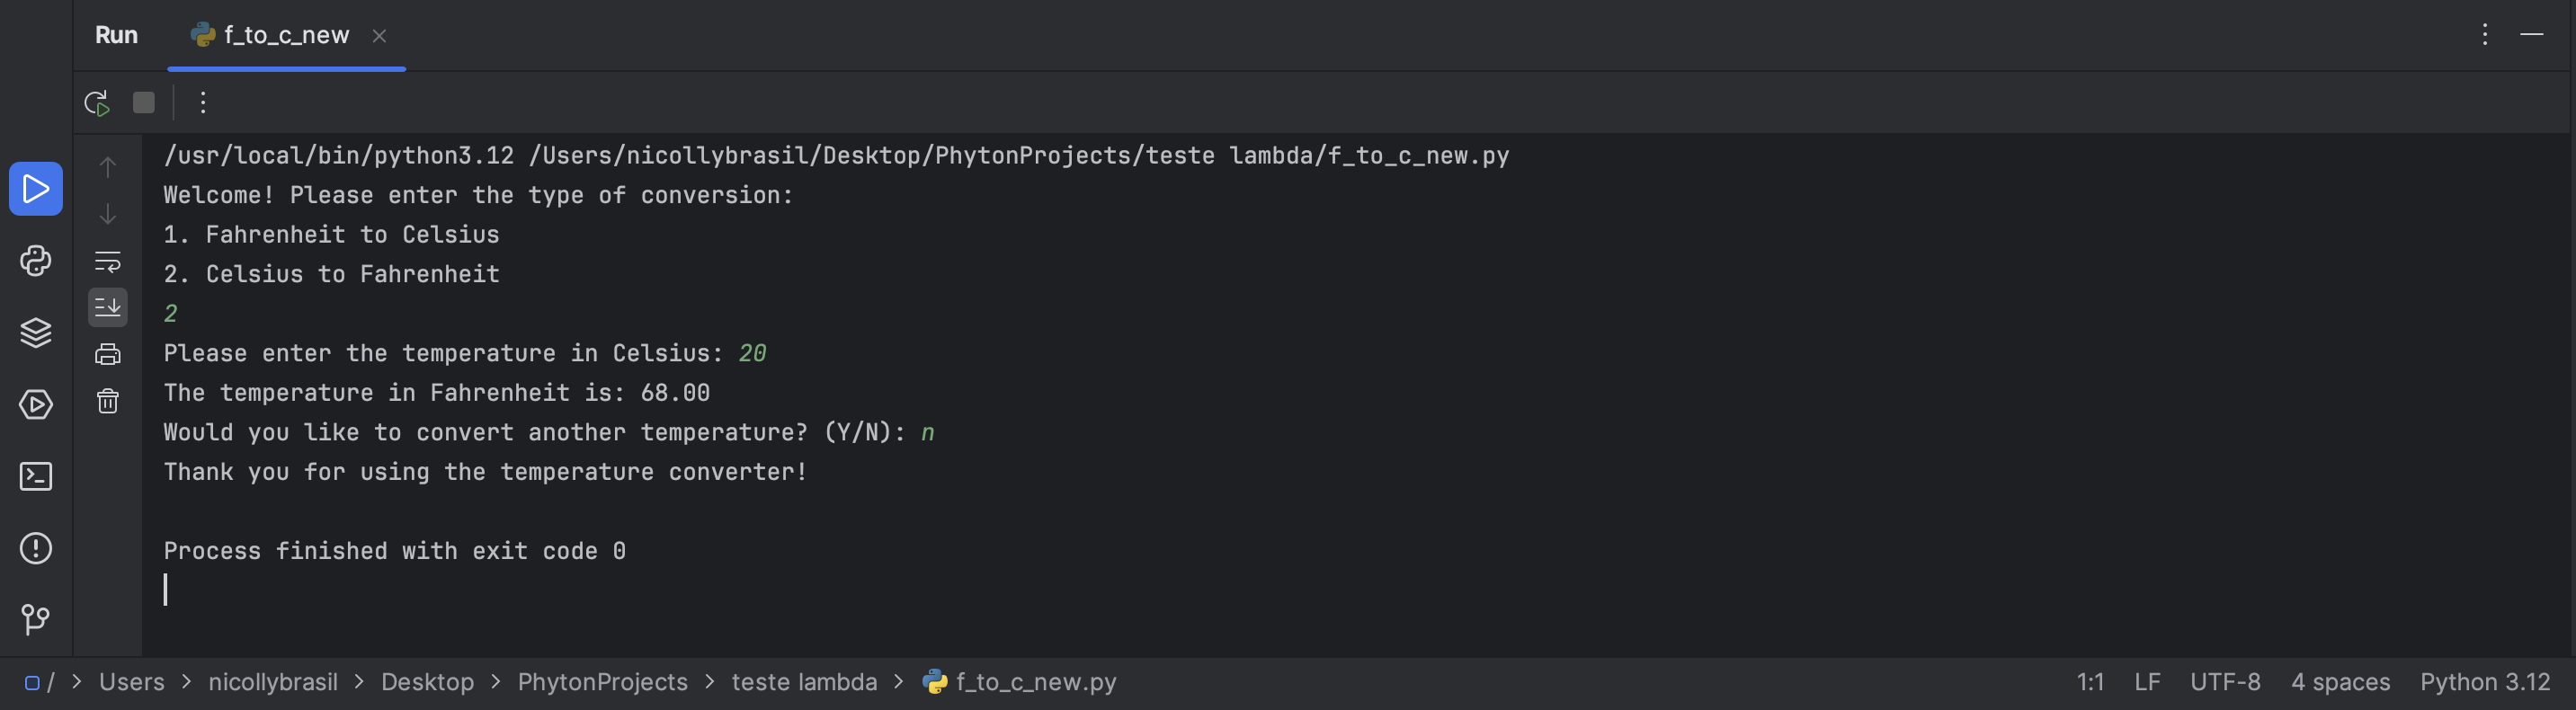 Run f_to_c_new
/usr/local/bin/python3.12 /Users/nicollybrasil/Desktop/PhytonProjects/teste lambda/f_to_c_new.py
Welcome! Please enter the type of conversion:
1. Fahrenheit to Celsius
2. Celsius to Fahrenheit
2
Please enter the temperature in Celsius: 20
The temperature in Fahrenheit is: 68.00
Would you like to convert another temperature? (Y/N): n
Thank you for using the temperature converter!
Process finished with exit code 0
/ > Users > nicollybrasil > Desktop > PhytonProjects > teste lambda > f_to_c_new.py 1:1 LF UTF-8 4 spaces Python 3.12